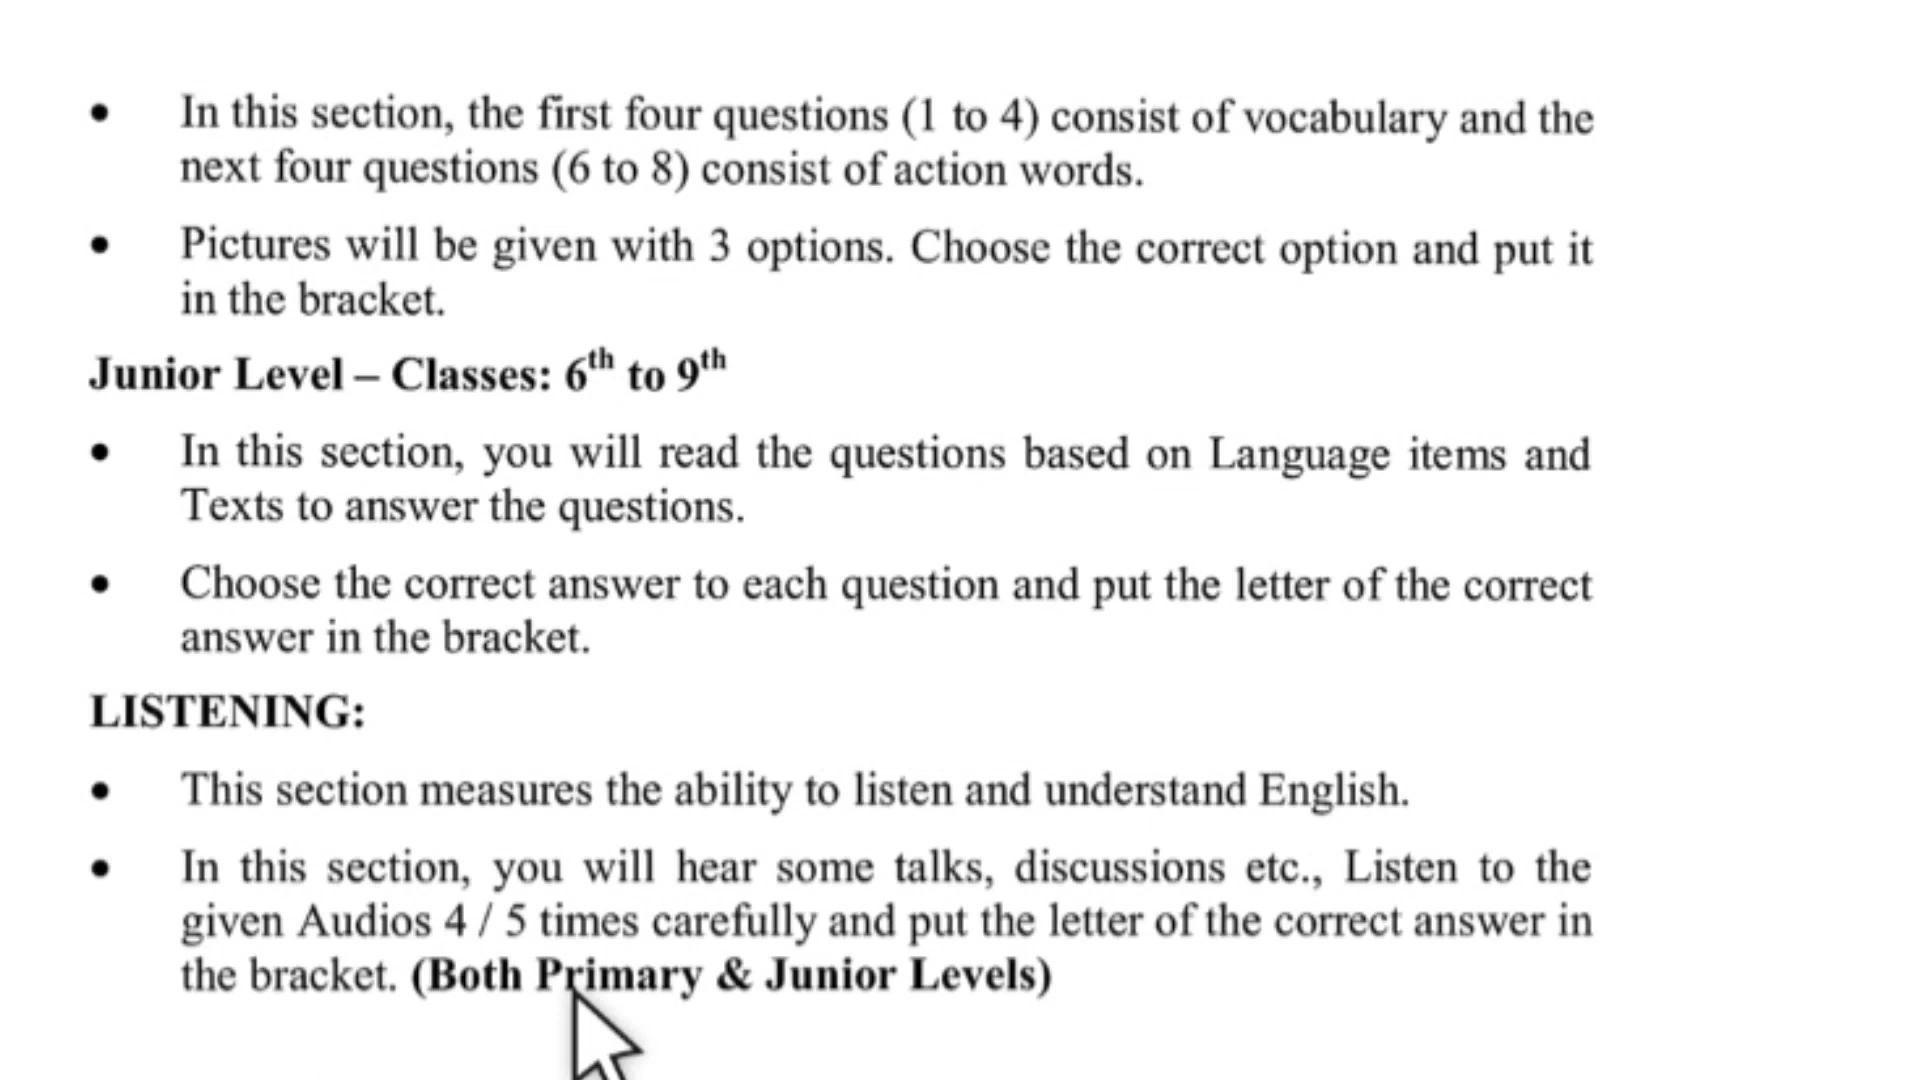 • In this section, the first four questions (1 to 4) consist of vocabulary and the
next four questions (6 to 8) consist of action words.
• Pictures will be given with 3 options. Choose the correct option and put it
in the bracket.
Junior Level – Classes: 6th to 9th
• In this section, you will read the questions based on Language items and
Texts to answer the questions.
• Choose the correct answer to each question and put the letter of the correct
answer in the bracket.
LISTENING:
• This section measures the ability to listen and understand English.
• In this section, you will hear some talks, discussions etc., Listen to the
given Audios 4 / 5 times carefully and put the letter of the correct answer in
the bracket. (Both Primary & Junior Levels)